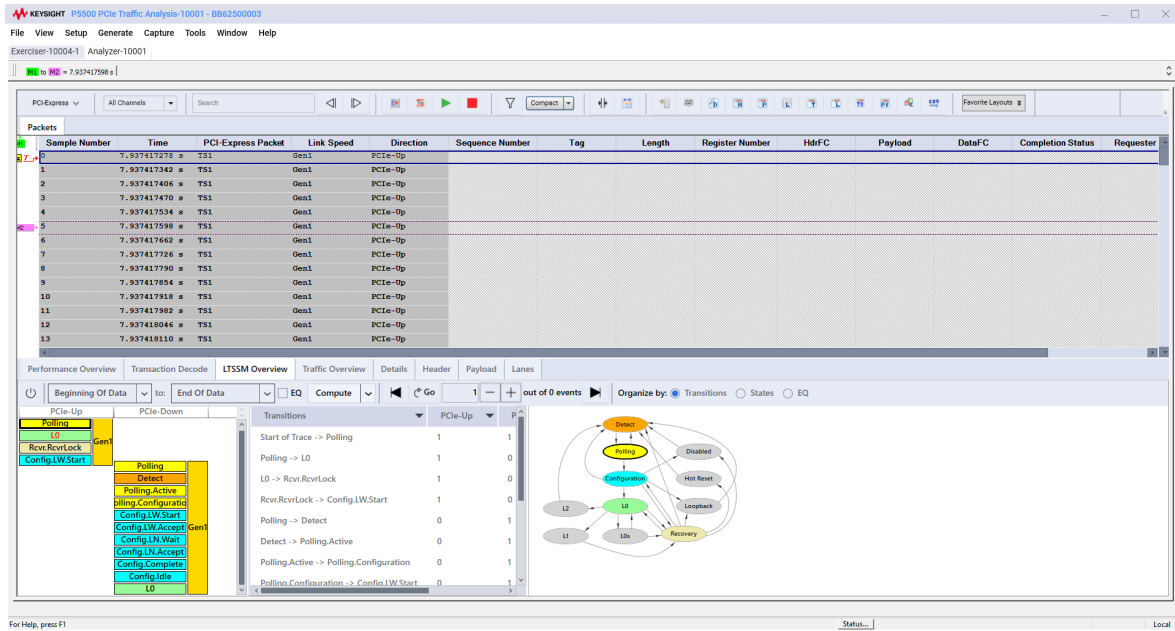 KEYSIGHT P5500 PCIe Traffic Analysis-10001 - BB62500003
File View Setup Generate Capture Tools Window Help
Exerciser-10004-1 Analyzer-10001
M1 to M2 = 7.937417598 s
PCI-Express All Channels Search Compact Favorite Layouts
Packets
Sample Number Time PCI-Express Packet Link Speed Direction Sequence Number Tag Length Register Number HdrFC Payload DataFC Completion Status Requester
0 7.937417278 s TS1 Gen1 PCIe-Up
1 7.937417342 s TS1 Gen1 PCIe-Up
2 7.937417406 s TS1 Gen1 PCIe-Up
3 7.937417470 s TS1 Gen1 PCIe-Up
4 7.937417534 s TS1 Gen1 PCIe-Up
M2 5 7.937417598 s TS1 Gen1 PCIe-Up
6 7.937417662 s TS1 Gen1 PCIe-Up
7 7.937417726 s TS1 Gen1 PCIe-Up
8 7.937417790 s TS1 Gen1 PCIe-Up
9 7.937417854 s TS1 Gen1 PCIe-Up
10 7.937417918 s TS1 Gen1 PCIe-Up
11 7.937417982 s TS1 Gen1 PCIe-Up
12 7.937418046 s TS1 Gen1 PCIe-Up
13 7.937418110 s TS1 Gen1 PCIe-Up
Performance Overview Transaction Decode LTSSM Overview Traffic Overview Details Header Payload Lanes
Beginning Of Data to: End Of Data EQ Compute Go 1 out of 0 events Organize by: Transitions States EQ
PCIe-Up PCIe-Down
Polling
L0
Rcvr.RcvrLock
Config.LW.Start
Gen1
Polling
Detect
Polling.Active
olling.Configuratio
Config.LW.Start
Config.LW.Accept
Config.LN.Wait
Config.LN.Accept
Config.Complete
Config.Idle
L0
Gen1
Transitions PCIe-Up P
Start of Trace -> Polling 1 1
Polling -> L0 1 0
L0 -> Rcvr.RcvrLock 1 0
Rcvr.RcvrLock -> Config.LW.Start 1 0
Polling -> Detect 0 1
Detect -> Polling.Active 0 1
Polling.Active -> Polling.Configuration 0 1
Polling.Configuration -> Config.LW.Start 0 1
Detect
Polling Disabled
Configuration Hot Reset
L2 L0 Loopback
L1 L0s Recovery
For Help, press F1 Status... Local